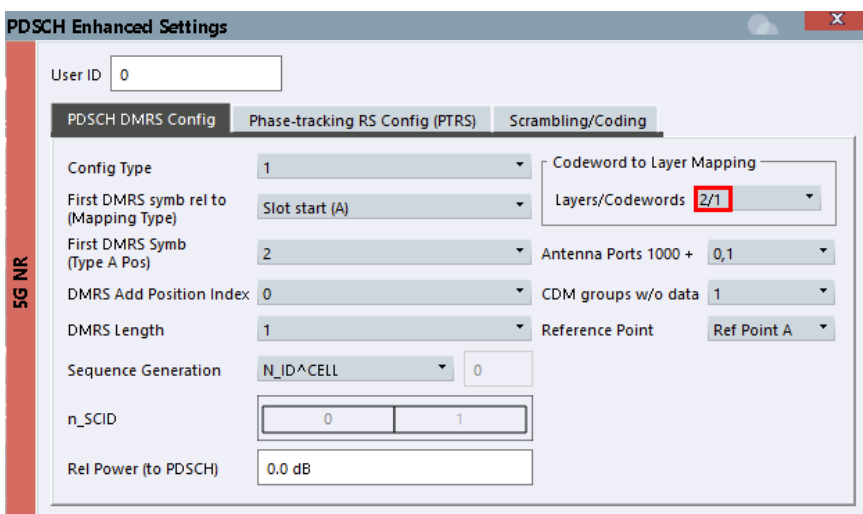 PDSCH Enhanced Settings
X
5G NR
User ID 0
PDSCH DMRS Config Phase-tracking RS Config (PTRS) Scrambling/Coding
Config Type 1
Codeword to Layer Mapping
First DMRS symb rel to
(Mapping Type) Slot start (A)
Layers/Codewords 2/1
First DMRS Symb
(Type A Pos) 2
Antenna Ports 1000 + 0,1
DMRS Add Position Index 0
CDM groups w/o data 1
DMRS Length 1
Reference Point Ref Point A
Sequence Generation N_ID^CELL 0
n_SCID 0 1
Rel Power (to PDSCH) 0.0 dB